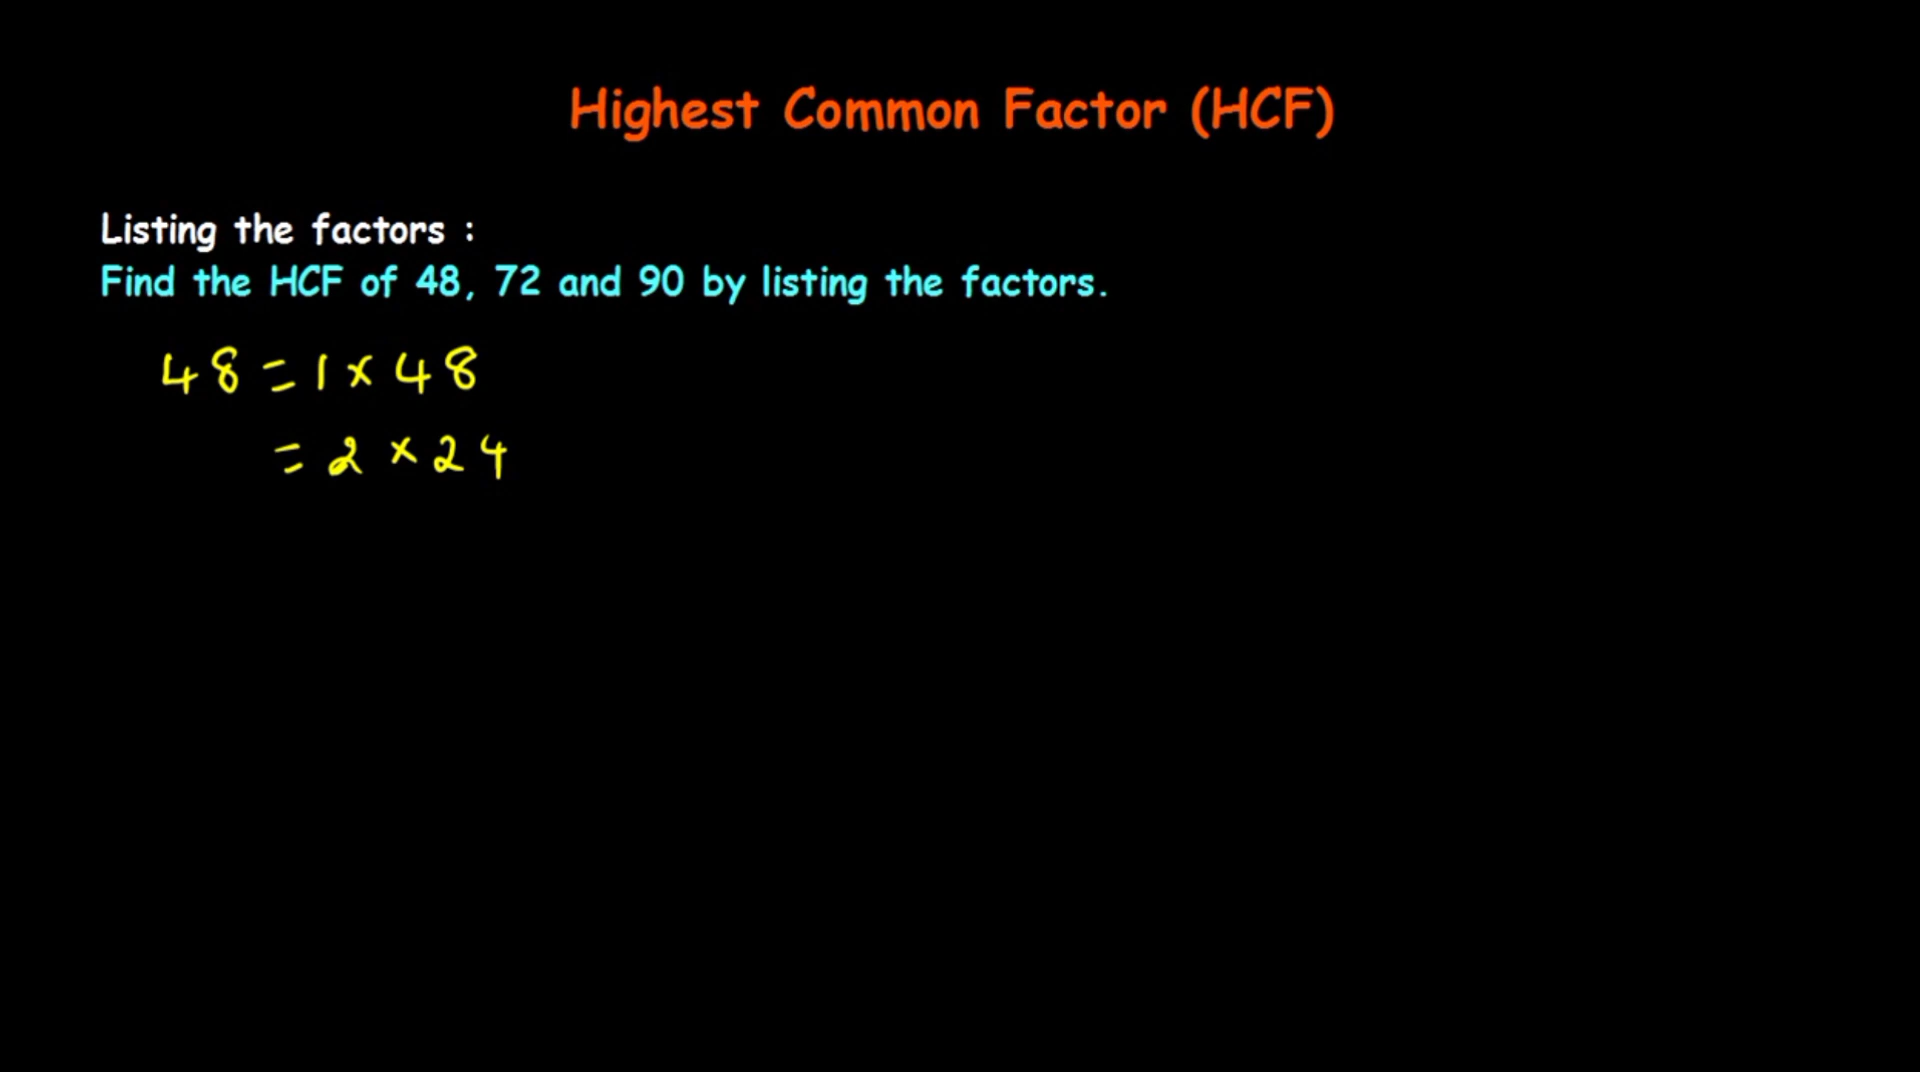 Highest Common Factor (HCF)
Listing the factors :
Find the HCF of 48, 72 and 90 by listing the factors.
48 = 1 × 48
= 2 × 24